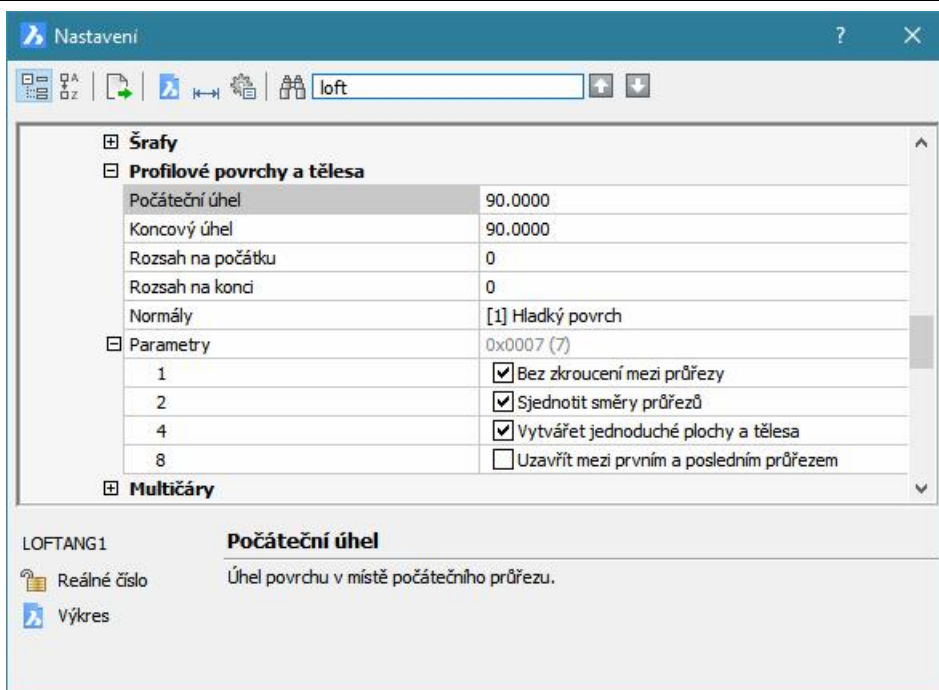 Nastavení
loft
Šrafy
Profilové povrchy a tělesa
Počáteční úhel 90.0000
Koncový úhel 90.0000
Rozsah na počátku 0
Rozsah na konci 0
Normály [1] Hladký povrch
Parametry 0x0007 (7)
1 Bez zkroucení mezi průřezy
2 Sjednotit směry průřezů
4 Vytvářet jednoduché plochy a tělesa
8 Uzavřít mezi prvním a posledním průřezem
Multičáry
LOFTANG1 Počáteční úhel
Reálné číslo Úhel povrchu v místě počátečního průřezu.
Výkres